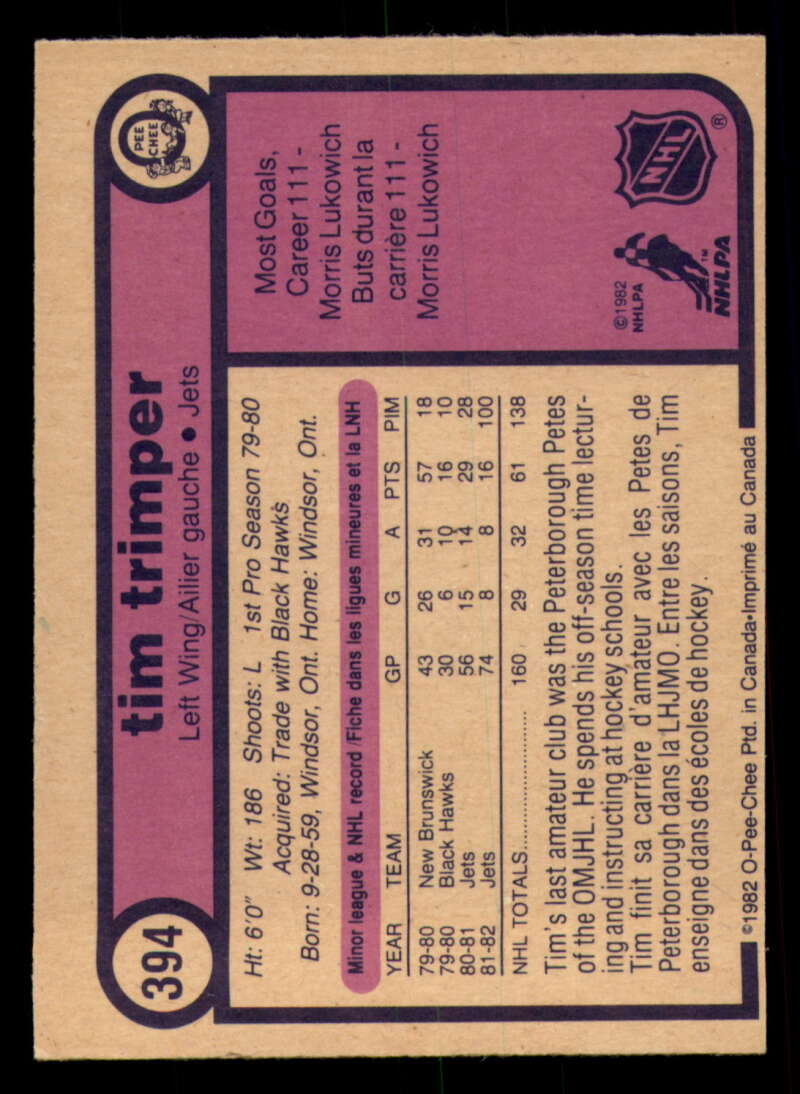 394
tim trimper
Left Wing/Ailier gauche • Jets
O
PEE
CHEE
Ht: 6'0" Wt: 186 Shoots: L 1st Pro Season 79-80
Acquired: Trade with Black Hawks
Born: 9-28-59, Windsor, Ont. Home: Windsor, Ont.
Minor league & NHL record/Fiche dans les ligues mineures et la LNH
YEAR TEAM GP G A PTS PIM
79-80 New Brunswick 43 26 31 57 18
79-80 Black Hawks 30 6 10 16 10
80-81 Jets 56 15 14 29 28
81-82 Jets 74 8 8 16 100
NHL TOTALS.................... 160 29 32 61 138
Tim's last amateur club was the Peterborough Petes
of the OMJHL. He spends his off-season time lectur-
ing and instructing at hockey schools.
Tim finit sa carrière d'amateur avec les Petes de
Peterborough dans la LHJMO. Entre les saisons, Tim
enseigne dans des écoles de hockey.
©1982 O-Pee-Chee Ptd. in Canada-Imprimé au Canada
Most Goals,
Career 111 -
Morris Lukowich
Buts durant la
carrière 111 -
Morris Lukowich
©1982
NHLPA
NHLPA
TM
NHL
®